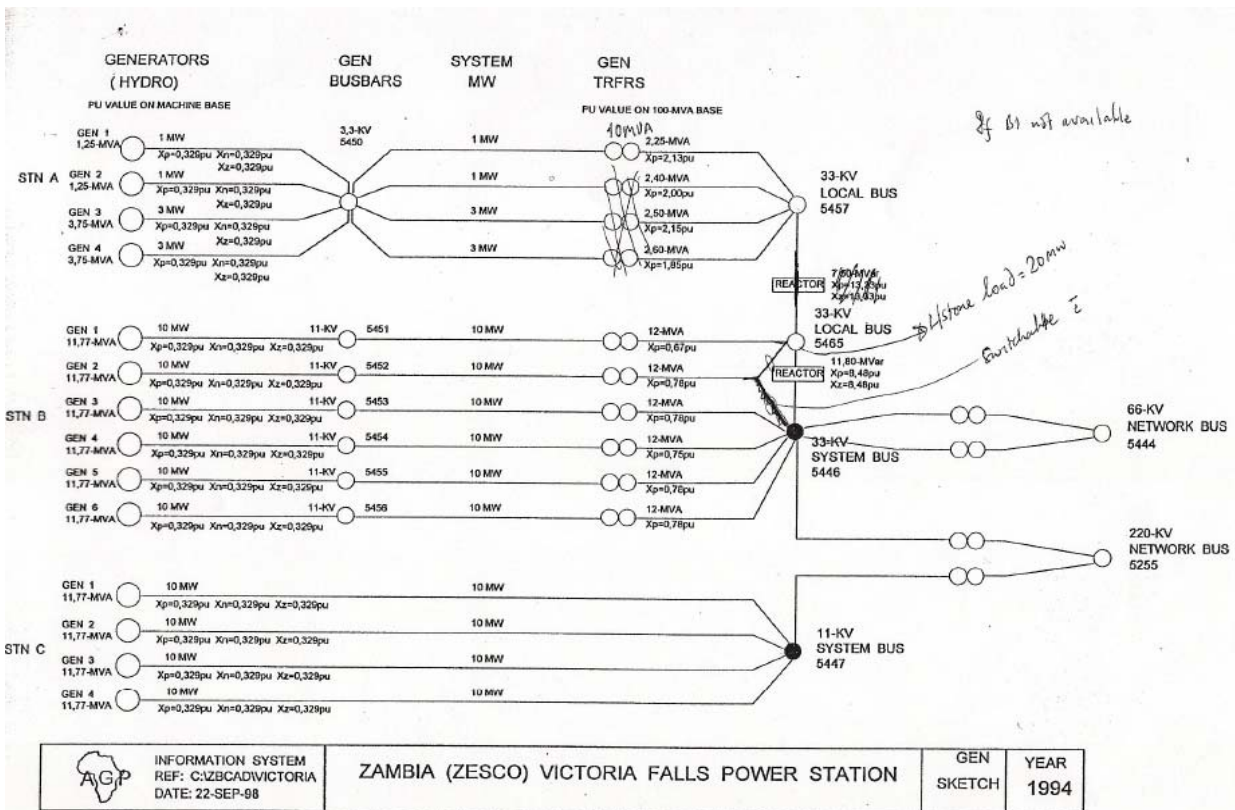 GENERATORS
( HYDRO)
PU VALUE ON MACHINE BASE
GEN
BUSBARS
SYSTEM
MW
GEN
TRFRS
PU VALUE ON 100-MVA BASE
If B1 not available
STN A
GEN 1
1,25-MVA
1 MW
Xp=0,329pu Xn=0,329pu
Xz=0,329pu
GEN 2
1,25-MVA
1 MW
Xp=0,329pu Xn=0,329pu
Xz=0,329pu
GEN 3
3,75-MVA
3 MW
Xp=0,329pu Xn=0,329pu
Xz=0,329pu
GEN 4
3,75-MVA
3 MW
Xp=0,329pu Xn=0,329pu
Xz=0,329pu
3,3-KV
5450
1 MW
1 MW
3 MW
3 MW
10MVA
2,25-MVA
Xp=2,13pu
2,40-MVA
Xp=2,00pu
2,50-MVA
Xp=2,15pu
2,60-MVA
Xp=1,85pu
33-KV
LOCAL BUS
5457
REACTOR
33-KV
LOCAL BUS
5465
L/stone load = 20MW
Switchable
REACTOR
11,80-MVar
Xp=8,48pu
Xz=8,48pu
STN B
GEN 1
11,77-MVA
10 MW
Xp=0,329pu Xn=0,329pu Xz=0,329pu
11-KV 5451
10 MW
12-MVA
Xp=0,67pu
GEN 2
11,77-MVA
10 MW
Xp=0,329pu Xn=0,329pu Xz=0,329pu
11-KV 5452
10 MW
12-MVA
Xp=0,78pu
GEN 3
11,77-MVA
10 MW
Xp=0,329pu Xn=0,329pu Xz=0,329pu
11-KV 5453
10 MW
12-MVA
Xp=0,78pu
GEN 4
11,77-MVA
10 MW
Xp=0,329pu Xn=0,329pu Xz=0,329pu
11-KV 5454
10 MW
12-MVA
Xp=0,75pu
GEN 5
11,77-MVA
10 MW
Xp=0,329pu Xn=0,329pu Xz=0,329pu
11-KV 5455
10 MW
12-MVA
Xp=0,76pu
GEN 6
11,77-MVA
10 MW
Xp=0,329pu Xn=0,329pu Xz=0,329pu
11-KV 5456
10 MW
12-MVA
Xp=0,78pu
33-KV
SYSTEM BUS
5446
66-KV
NETWORK BUS
5444
220-KV
NETWORK BUS
5255
STN C
GEN 1
11,77-MVA
10 MW
Xp=0,329pu Xn=0,329pu Xz=0,329pu
10 MW
GEN 2
11,77-MVA
10 MW
Xp=0,329pu Xn=0,329pu Xz=0,329pu
10 MW
GEN 3
11,77-MVA
10 MW
Xp=0,329pu Xn=0,329pu Xz=0,329pu
10 MW
GEN 4
11,77-MVA
10 MW
Xp=0,329pu Xn=0,329pu Xz=0,329pu
10 MW
11-KV
SYSTEM BUS
5447
AGP
INFORMATION SYSTEM
REF: C:\ZBCAD\VICTORIA
DATE: 22-SEP-98
ZAMBIA (ZESCO) VICTORIA FALLS POWER STATION
GEN
SKETCH
YEAR
1994